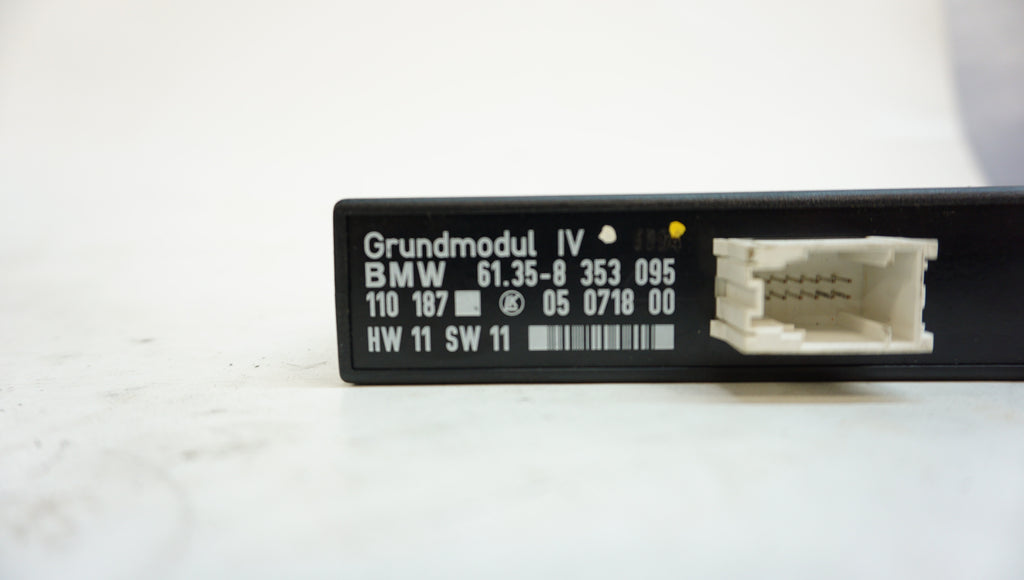 Grundmodul IV
BMW 61.35-8 353 095
110 187 05 0718 00
HW 11 SW 11